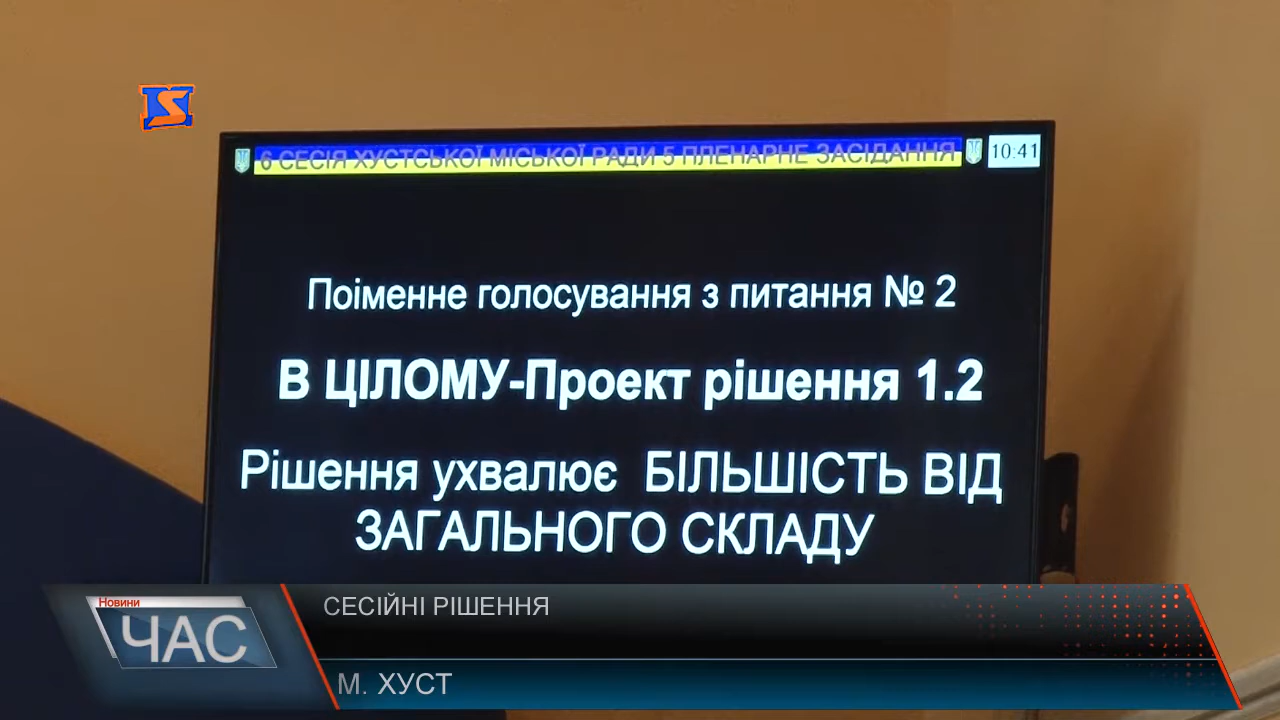 6 СЕСІЯ ХУСТСЬКОЇ МІСЬКОЇ РАДИ 5 ПЛЕНАРНЕ ЗАСІДАННЯ 10:41
Поіменне голосування з питання № 2
В ЦІЛОМУ-Проект рішення 1.2
Рішення ухвалює БІЛЬШІСТЬ ВІД
ЗАГАЛЬНОГО СКЛАДУ
СЕСІЙНІ РІШЕННЯ
Новини
ЧАС
М. ХУСТ